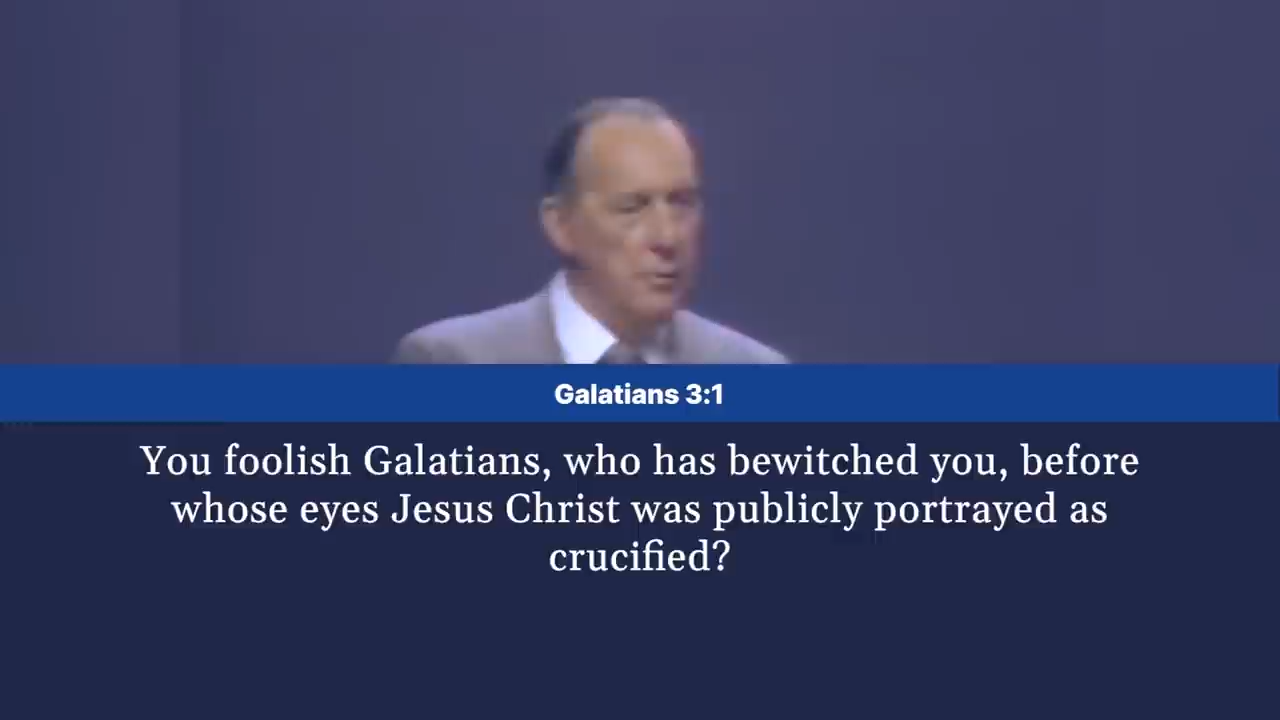 Galatians 3:1
You foolish Galatians, who has bewitched you, before
whose eyes Jesus Christ was publicly portrayed as
crucified?